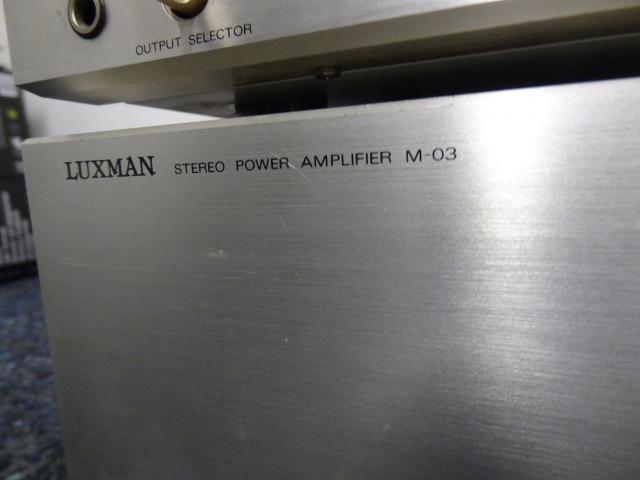 OUTPUT SELECTOR
LUXMAN STEREO POWER AMPLIFIER M-03